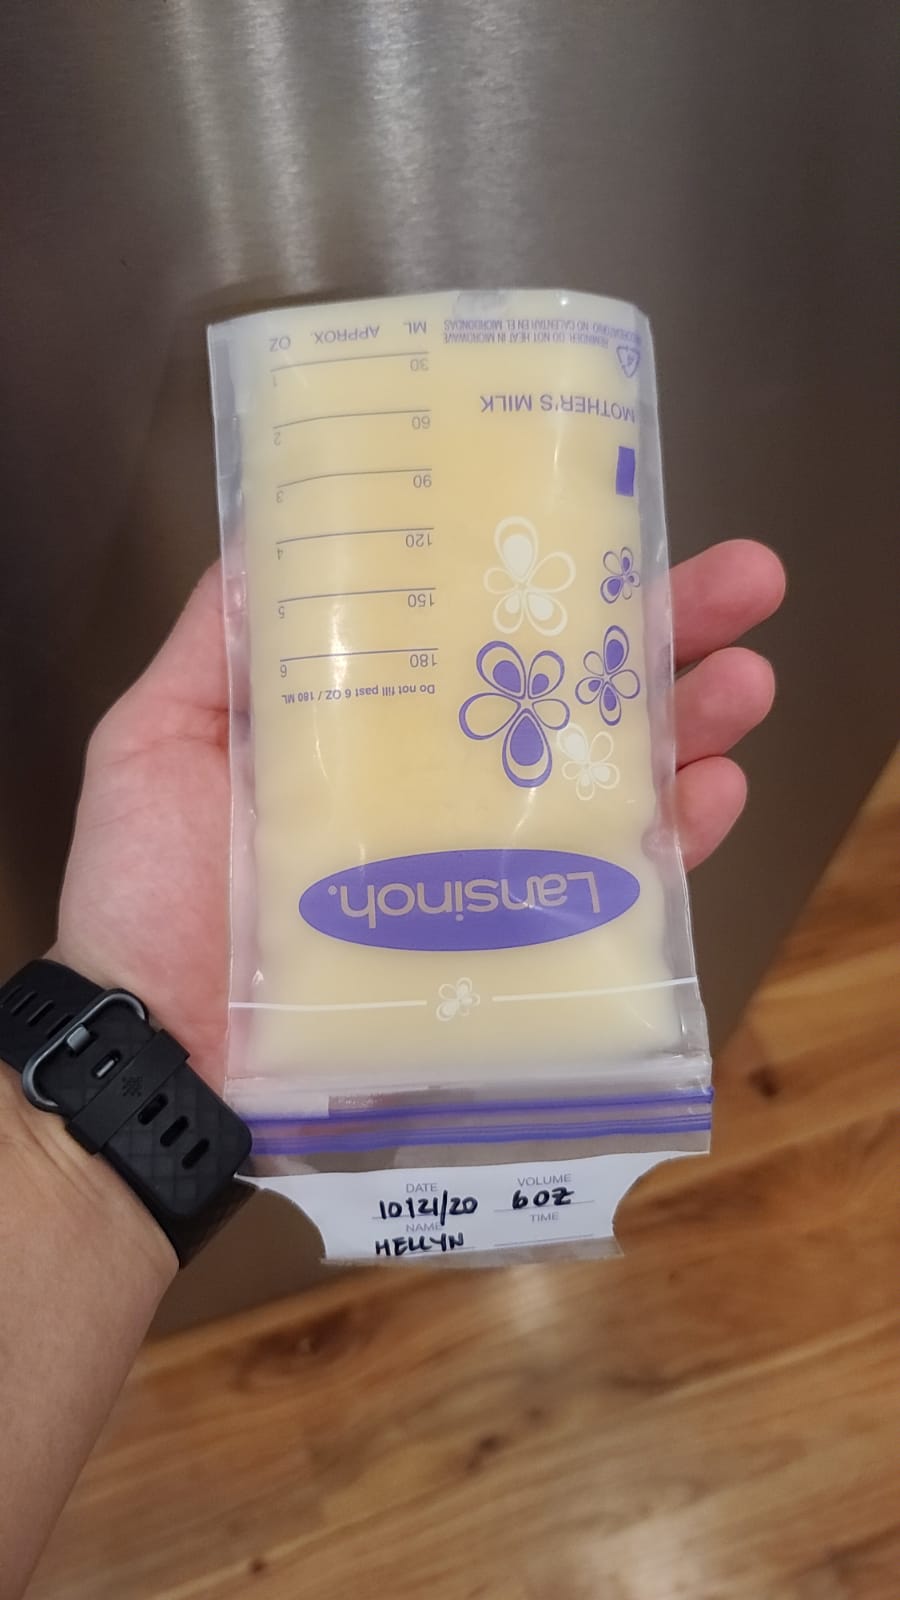 DATE VOLUME
10/21/20 6OZ
NAME TIME
HELLYN
Lansinoh.
Do not fill past 6 OZ / 180 ML
180 6
150 5
120 4
90 3
60 2
30 1
ML APPROX. OZ
MOTHER'S MILK
REMINDER: DO NOT HEAT IN MICROWAVE
RECORDATORIO: NO CALENTAR EN EL MICROONDAS